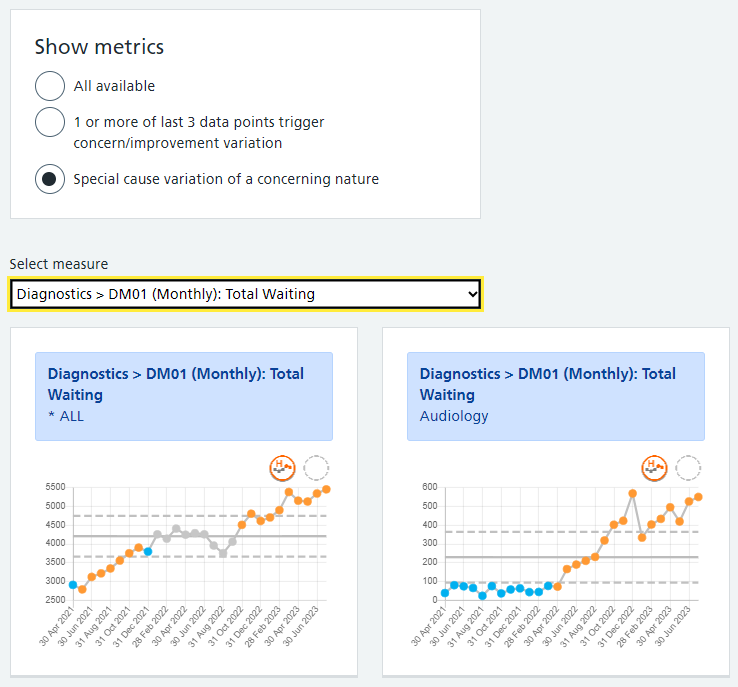 Show metrics
All available
1 or more of last 3 data points trigger
concern/improvement variation
Special cause variation of a concerning nature
Select measure
Diagnostics > DM01 (Monthly): Total Waiting
Diagnostics > DM01 (Monthly): Total
Waiting
* ALL
H
5500
5000
4500
4000
3500
3000
2500
30 Apr 2021
30 Jun 2021
31 Aug 2021
31 Oct 2021
31 Dec 2021
28 Feb 2022
30 Apr 2022
30 Jun 2022
31 Aug 2022
31 Oct 2022
31 Dec 2022
28 Feb 2023
30 Apr 2023
30 Jun 2023
Diagnostics > DM01 (Monthly): Total
Waiting
Audiology
H
600
500
400
300
200
100
0
30 Apr 2021
30 Jun 2021
31 Aug 2021
31 Oct 2021
31 Dec 2021
28 Feb 2022
30 Apr 2022
30 Jun 2022
31 Aug 2022
31 Oct 2022
31 Dec 2022
28 Feb 2023
30 Apr 2023
30 Jun 2023